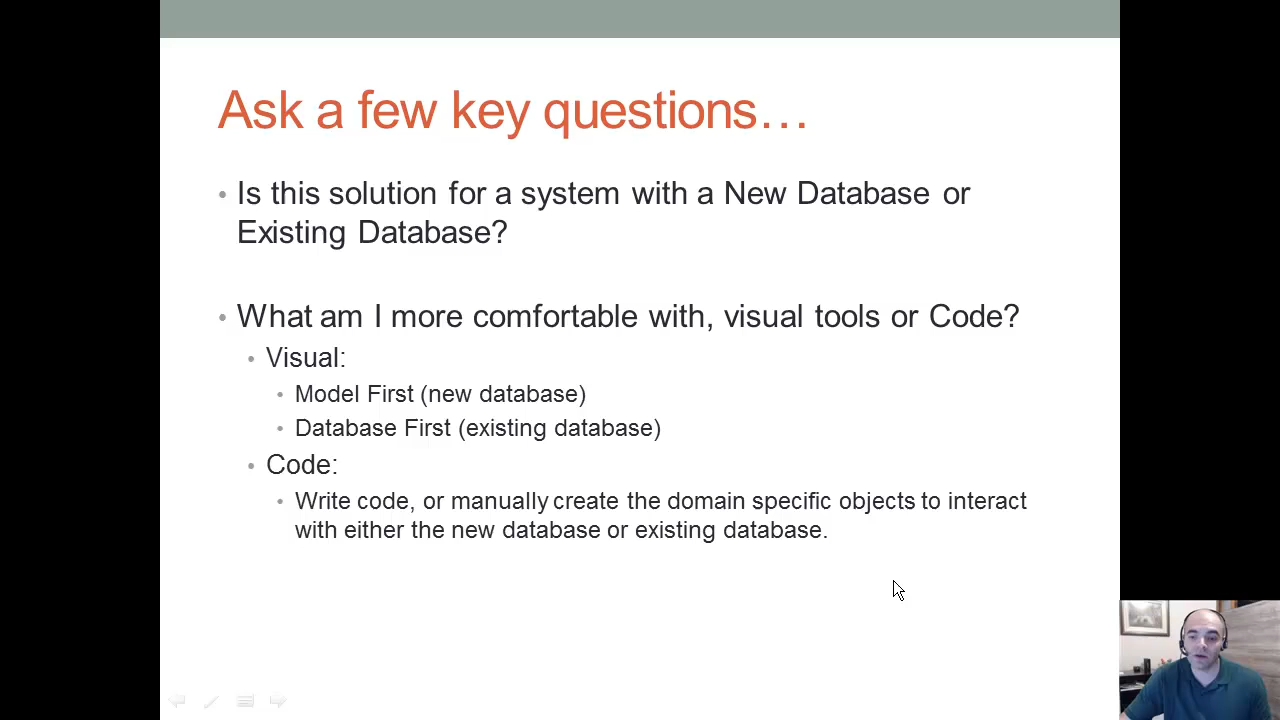 Ask a few key questions…
• Is this solution for a system with a New Database or
Existing Database?
• What am I more comfortable with, visual tools or Code?
• Visual:
• Model First (new database)
• Database First (existing database)
• Code:
• Write code, or manually create the domain specific objects to interact
with either the new database or existing database.